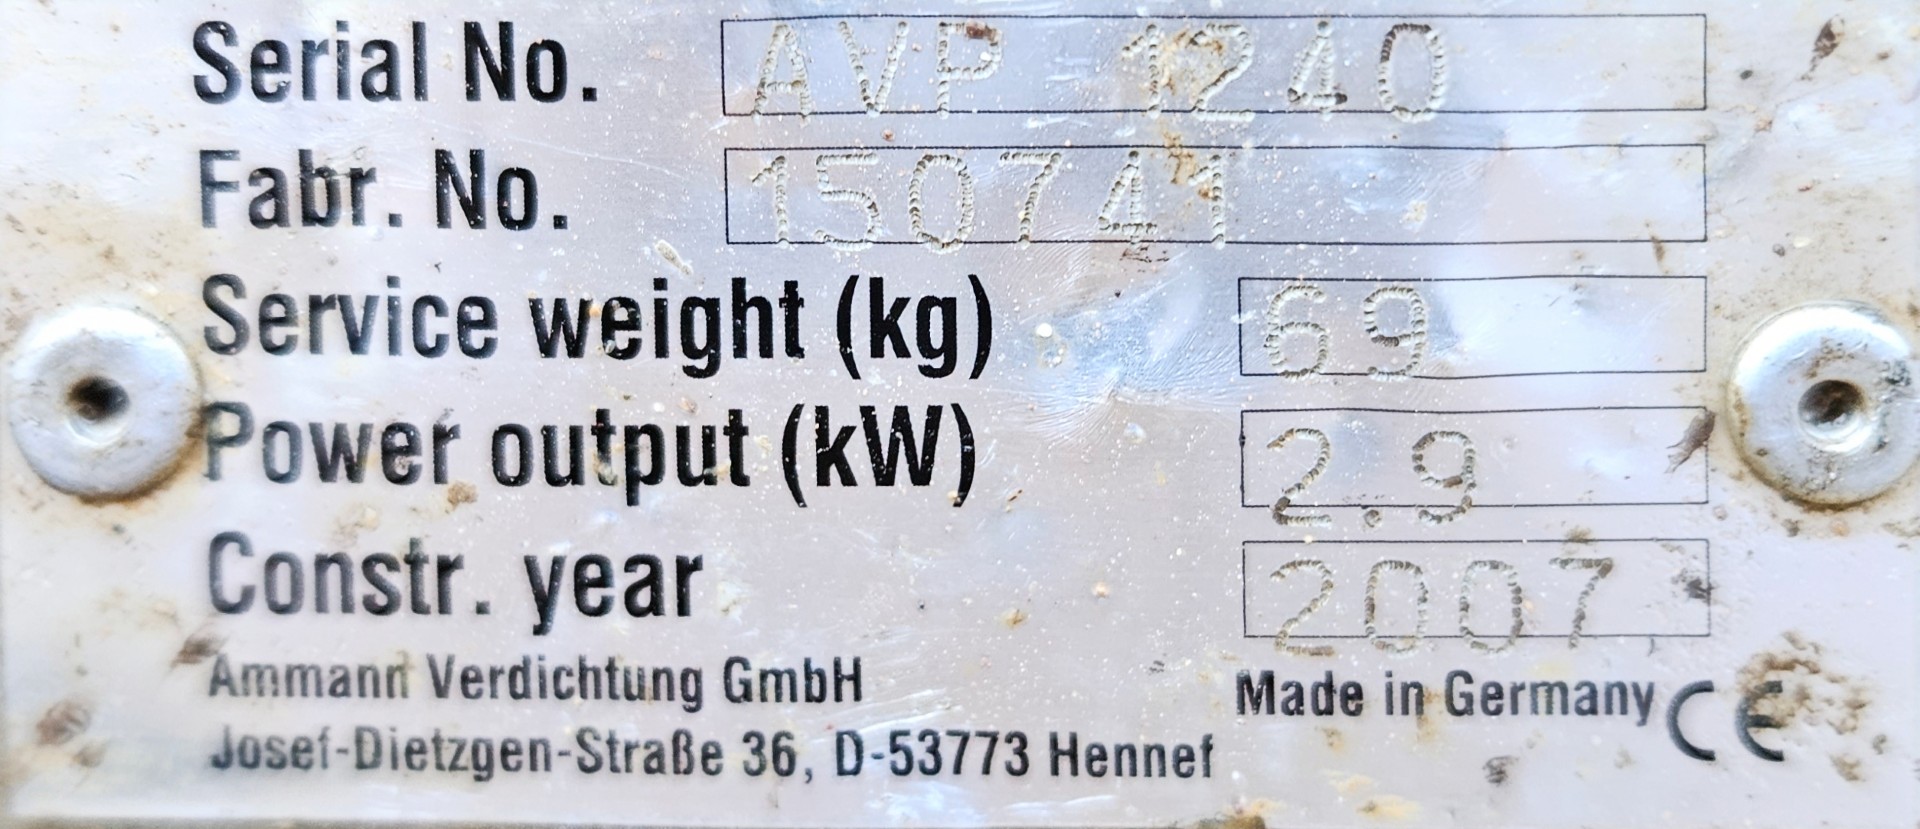 Serial No. AVP 1240
Fabr. No. 150741
Service weight (kg) 69
Power output (kW) 2.9
Constr. year 2007
Ammann Verdichtung GmbH
Josef-Dietzgen-Straße 36, D-53773 Hennef
Made in Germany CE